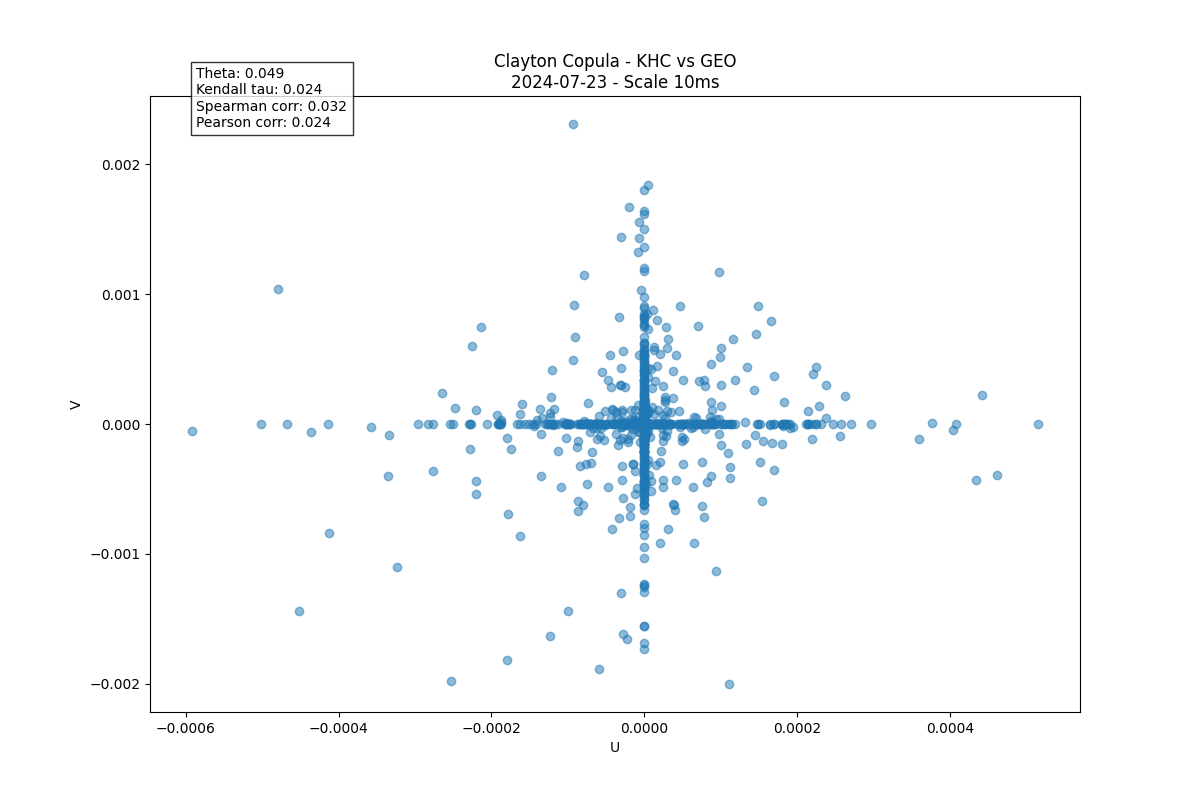 Clayton Copula - KHC vs GEO
2024-07-23 - Scale 10ms
Theta: 0.049
Kendall tau: 0.024
Spearman corr: 0.032
Pearson corr: 0.024
0.002
0.001
0.000
−0.001
−0.002
V
−0.0006
−0.0004
−0.0002
0.0000
0.0002
0.0004
U